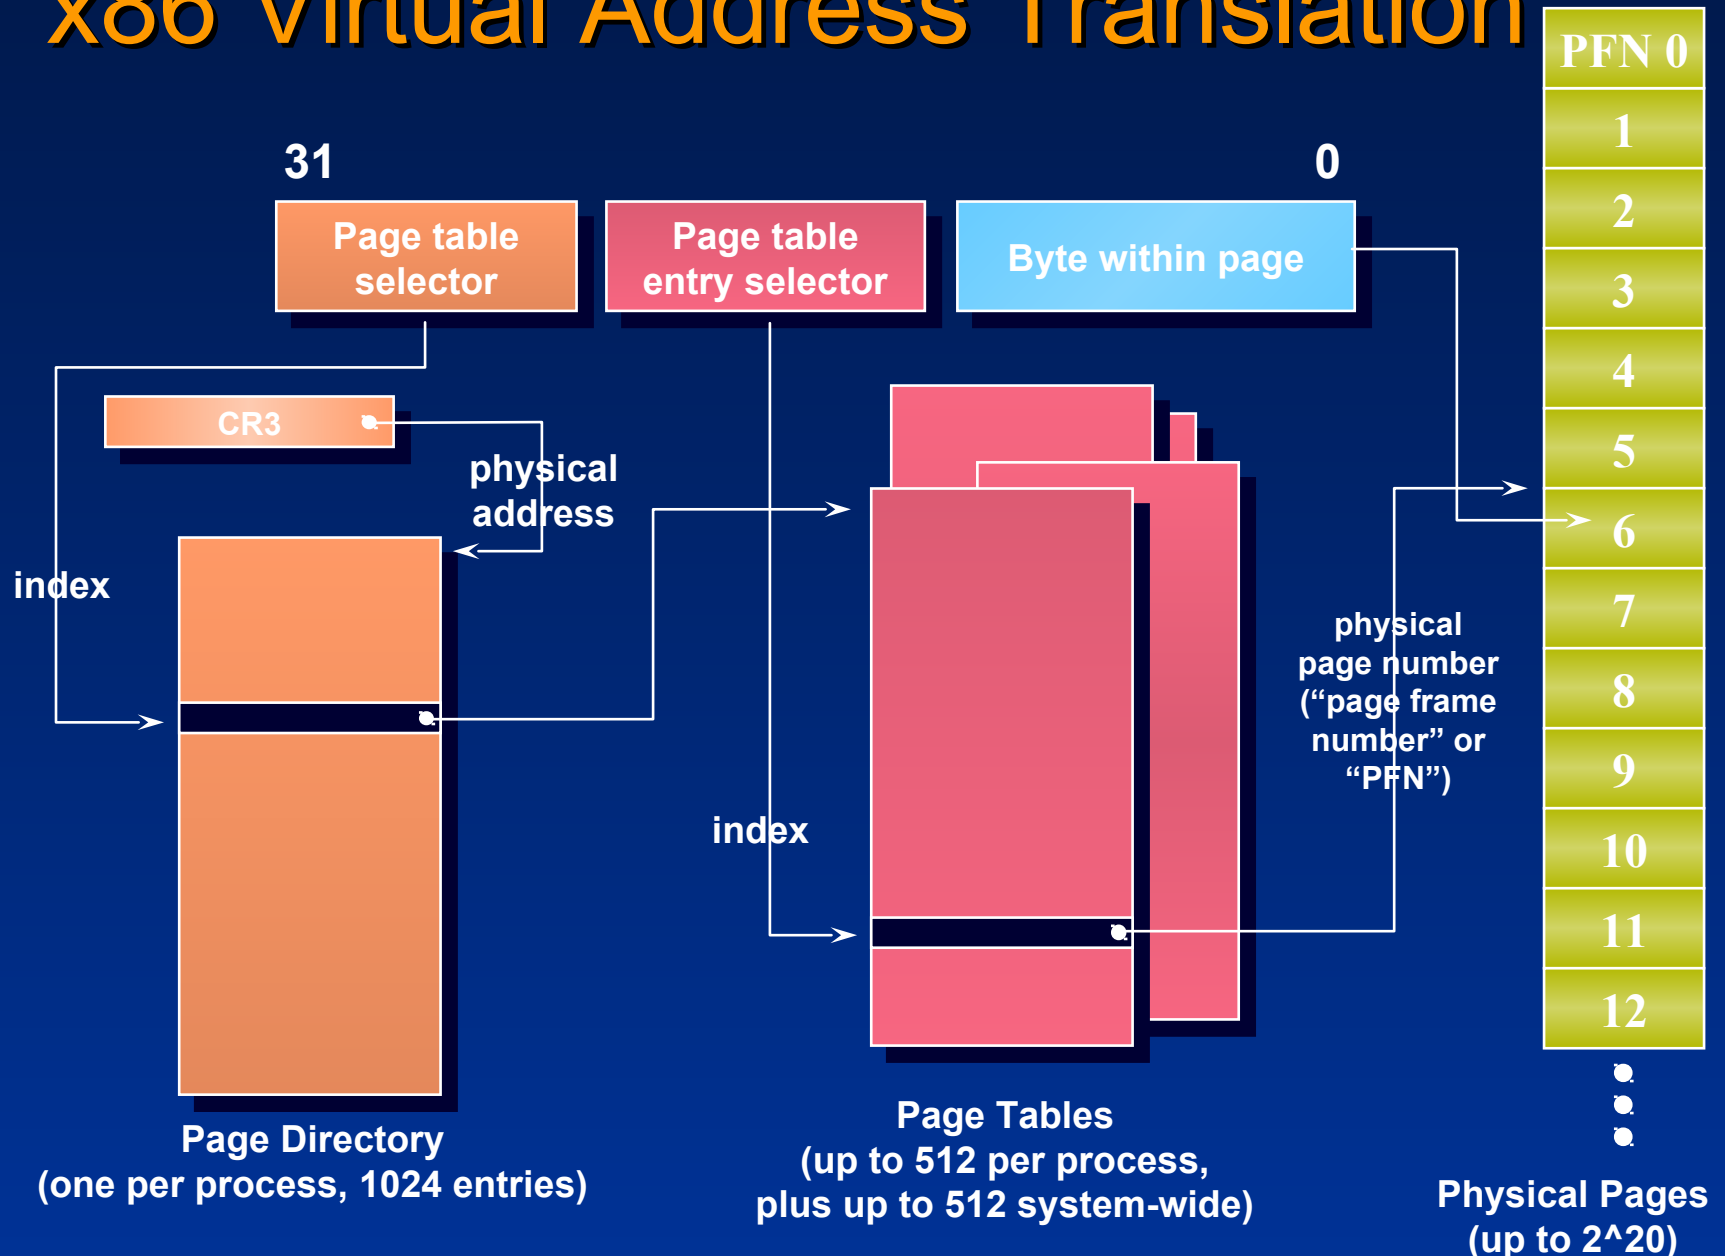 x86 Virtual Address Translation
31
0
Page table
selector
Page table
entry selector
Byte within page
CR3
physical
address
index
index
physical
page number
(“page frame
number” or
“PFN”)
PFN 0
1
2
3
4
5
6
7
8
9
10
11
12
Page Directory
(one per process, 1024 entries)
Page Tables
(up to 512 per process,
plus up to 512 system-wide)
Physical Pages
(up to 2^20)